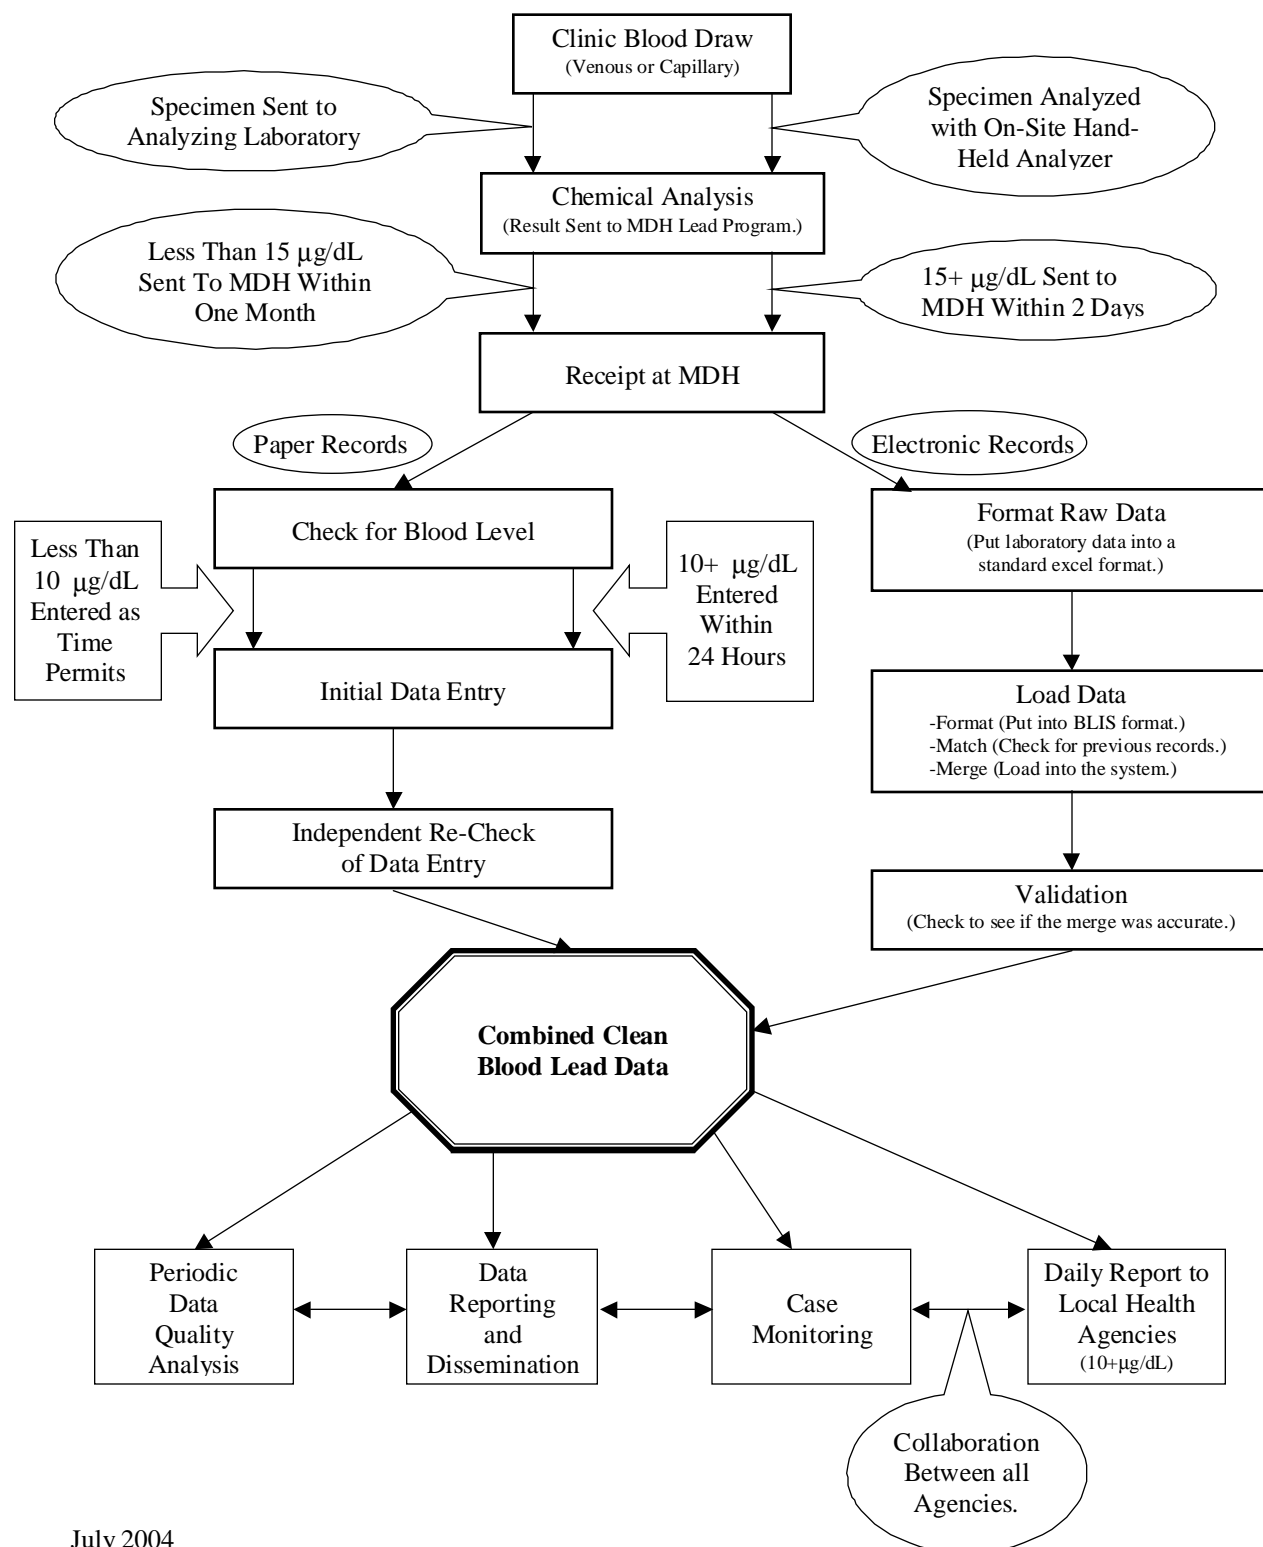 Clinic Blood Draw
(Venous or Capillary)
Specimen Sent to
Analyzing Laboratory
Specimen Analyzed
with On-Site Hand-
Held Analyzer
Chemical Analysis
(Result Sent to MDH Lead Program.)
Less Than 15 µg/dL
Sent To MDH Within
One Month
15+ µg/dL Sent to
MDH Within 2 Days
Receipt at MDH
Paper Records
Electronic Records
Check for Blood Level
Less Than
10 µg/dL
Entered as
Time
Permits
10+ µg/dL
Entered
Within
24 Hours
Format Raw Data
(Put laboratory data into a
standard excel format.)
Initial Data Entry
Load Data
-Format (Put into BLIS format.)
-Match (Check for previous records.)
-Merge (Load into the system.)
Independent Re-Check
of Data Entry
Validation
(Check to see if the merge was accurate.)
Combined Clean
Blood Lead Data
Periodic
Data
Quality
Analysis
Data
Reporting
and
Dissemination
Case
Monitoring
Daily Report to
Local Health
Agencies
(10+µg/dL)
Collaboration
Between all
Agencies.
July 2004